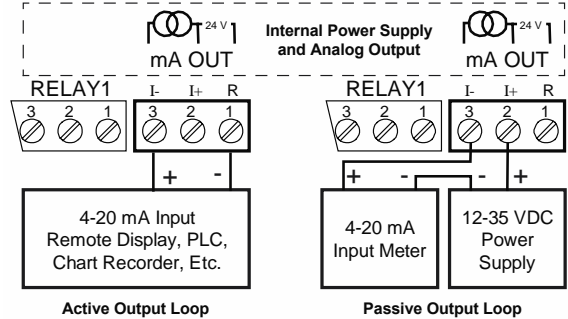 24 V
mA OUT
Internal Power Supply
and Analog Output
24 V
mA OUT
RELAY1
I- I+ R
3 2 1
3 2 1
+ -
4-20 mA Input
Remote Display, PLC,
Chart Recorder, Etc.
Active Output Loop
RELAY1
I- I+ R
3 2 1
3 2 1
+ - - +
4-20 mA
Input Meter
12-35 VDC
Power
Supply
Passive Output Loop